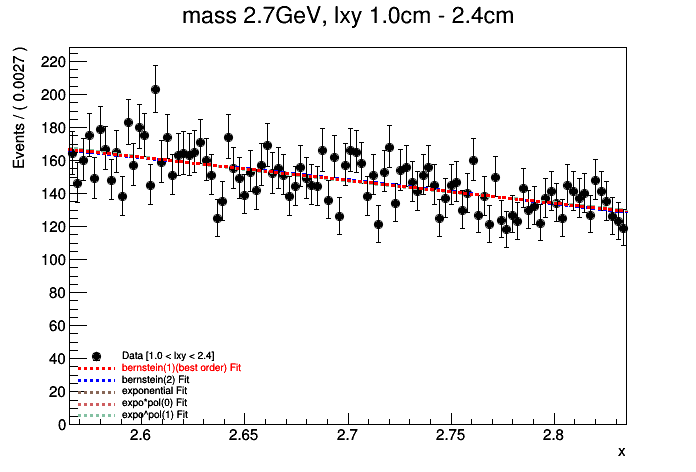 mass 2.7GeV, lxy 1.0cm - 2.4cm
Events / ( 0.0027 )
220
200
180
160
140
120
100
80
60
40
20
0
Data [1.0 < lxy < 2.4]
bernstein(1)(best order) Fit
bernstein(2) Fit
exponential Fit
expo*pol(0) Fit
expo*pol(1) Fit
2.6
2.65
2.7
2.75
2.8
x